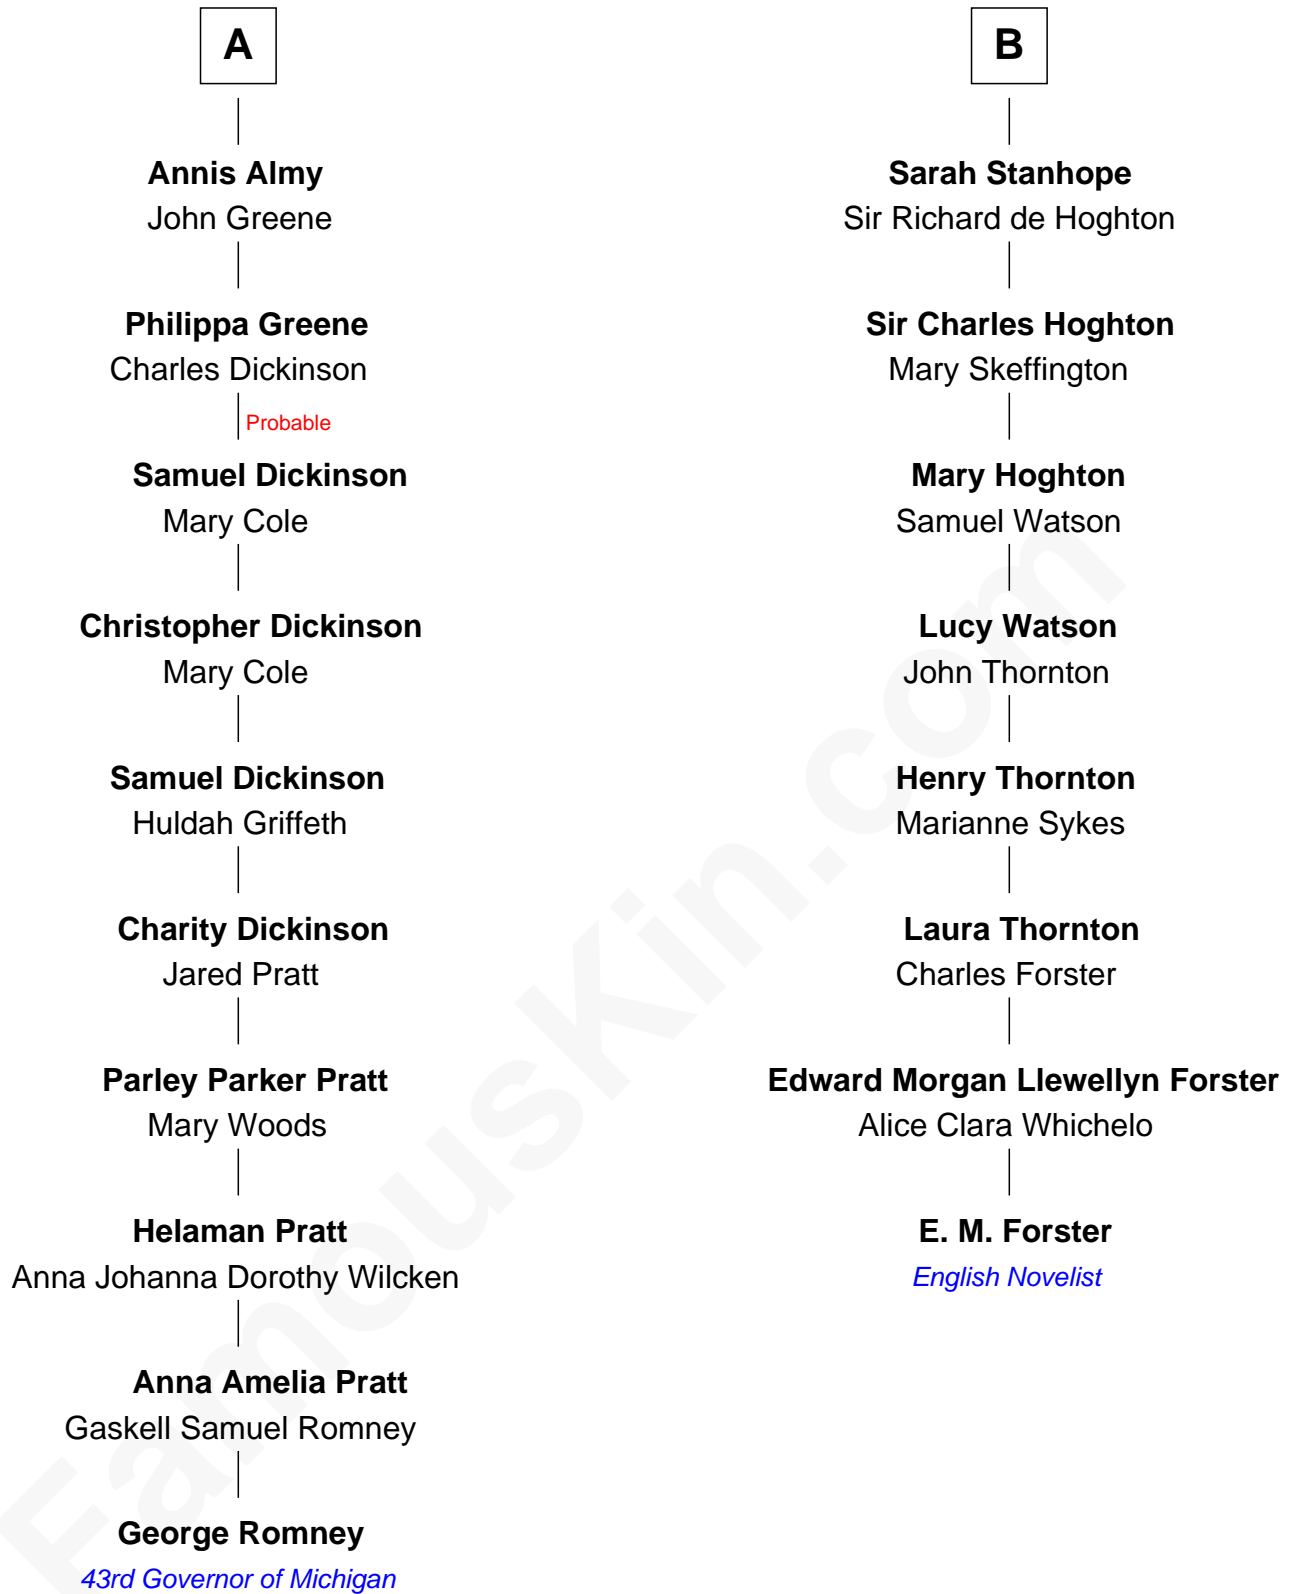 A
Annis Almy
John Greene
Philippa Greene
Charles Dickinson
Probable
Samuel Dickinson
Mary Cole
Christopher Dickinson
Mary Cole
Samuel Dickinson
Huldah Griffeth
Charity Dickinson
Jared Pratt
Parley Parker Pratt
Mary Woods
Helaman Pratt
Anna Johanna Dorothy Wilcken
Anna Amelia Pratt
Gaskell Samuel Romney
George Romney
43rd Governor of Michigan
B
Sarah Stanhope
Sir Richard de Hoghton
Sir Charles Hoghton
Mary Skeffington
Mary Hoghton
Samuel Watson
Lucy Watson
John Thornton
Henry Thornton
Marianne Sykes
Laura Thornton
Charles Forster
Edward Morgan Llewellyn Forster
Alice Clara Whichelo
E. M. Forster
English Novelist
FamousKin.com